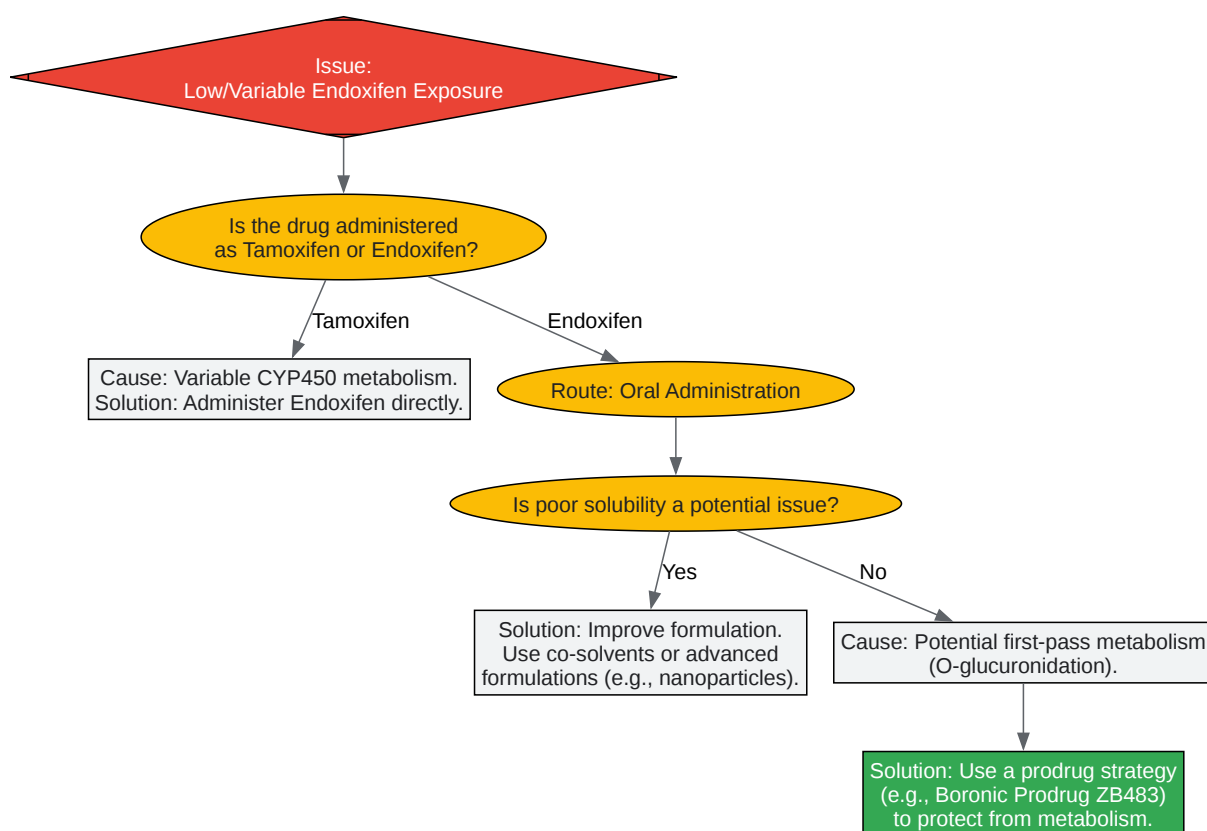 Issue:
Low/Variable Endoxifen Exposure
Is the drug administered
as Tamoxifen or Endoxifen?
Tamoxifen
Endoxifen
Cause: Variable CYP450 metabolism.
Solution: Administer Endoxifen directly.
Route: Oral Administration
Is poor solubility a potential issue?
Yes
No
Solution: Improve formulation.
Use co-solvents or advanced
formulations (e.g., nanoparticles).
Cause: Potential first-pass metabolism
(O-glucuronidation).
Solution: Use a prodrug strategy
(e.g., Boronic Prodrug ZB483)
to protect from metabolism.